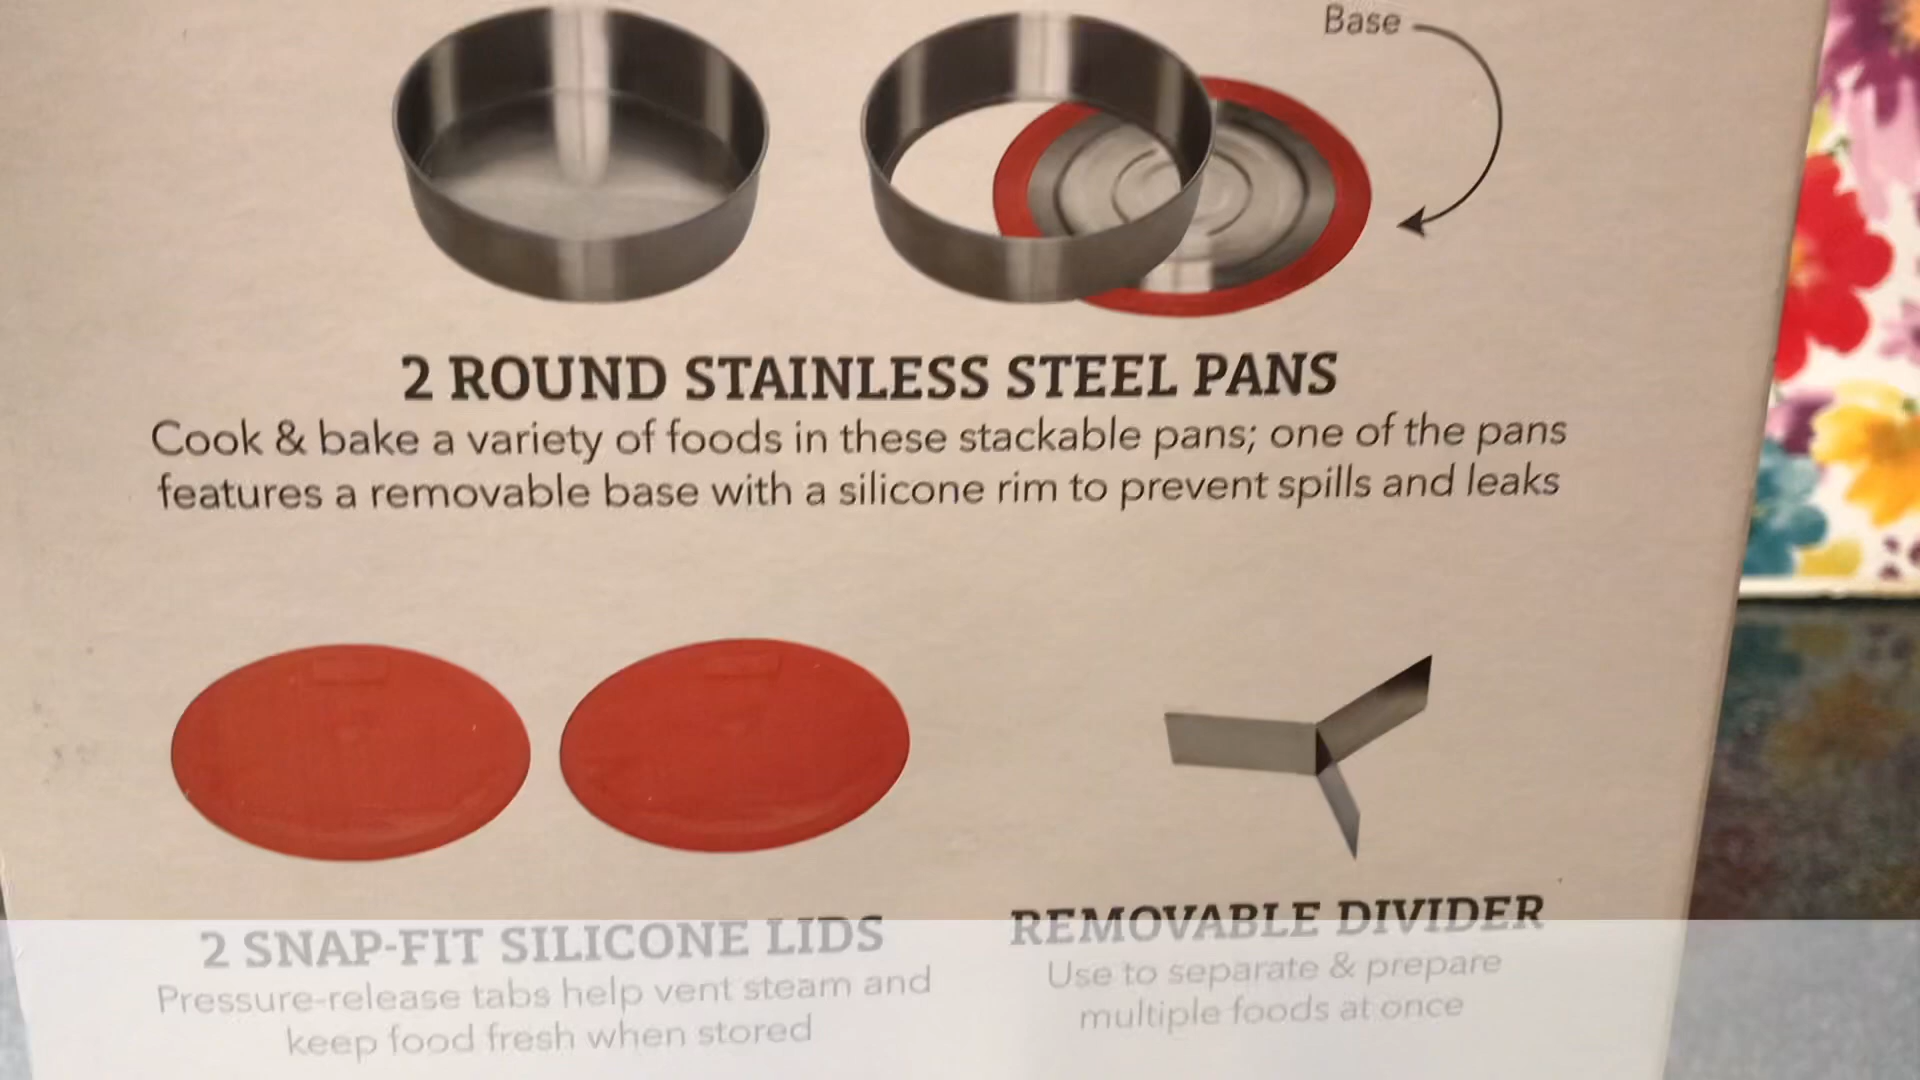 Base
2 ROUND STAINLESS STEEL PANS
Cook & bake a variety of foods in these stackable pans; one of the pans
features a removable base with a silicone rim to prevent spills and leaks
2 SNAP-FIT SILICONE LIDS
Pressure-release tabs help vent steam and
keep food fresh when stored
REMOVABLE DIVIDER
Use to separate & prepare
multiple foods at once